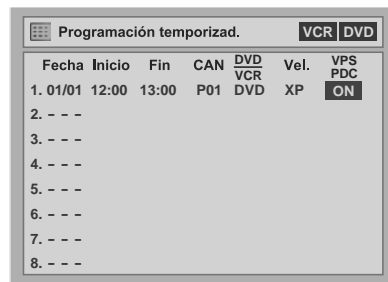 Programación temporizad. VCR DVD
Fecha Inicio Fin CAN DVD/VCR Vel. VPS PDC
1. 01/01 12:00 13:00 P01 DVD XP ON
2. – – –
3. – – –
4. – – –
5. – – –
6. – – –
7. – – –
8. – – –